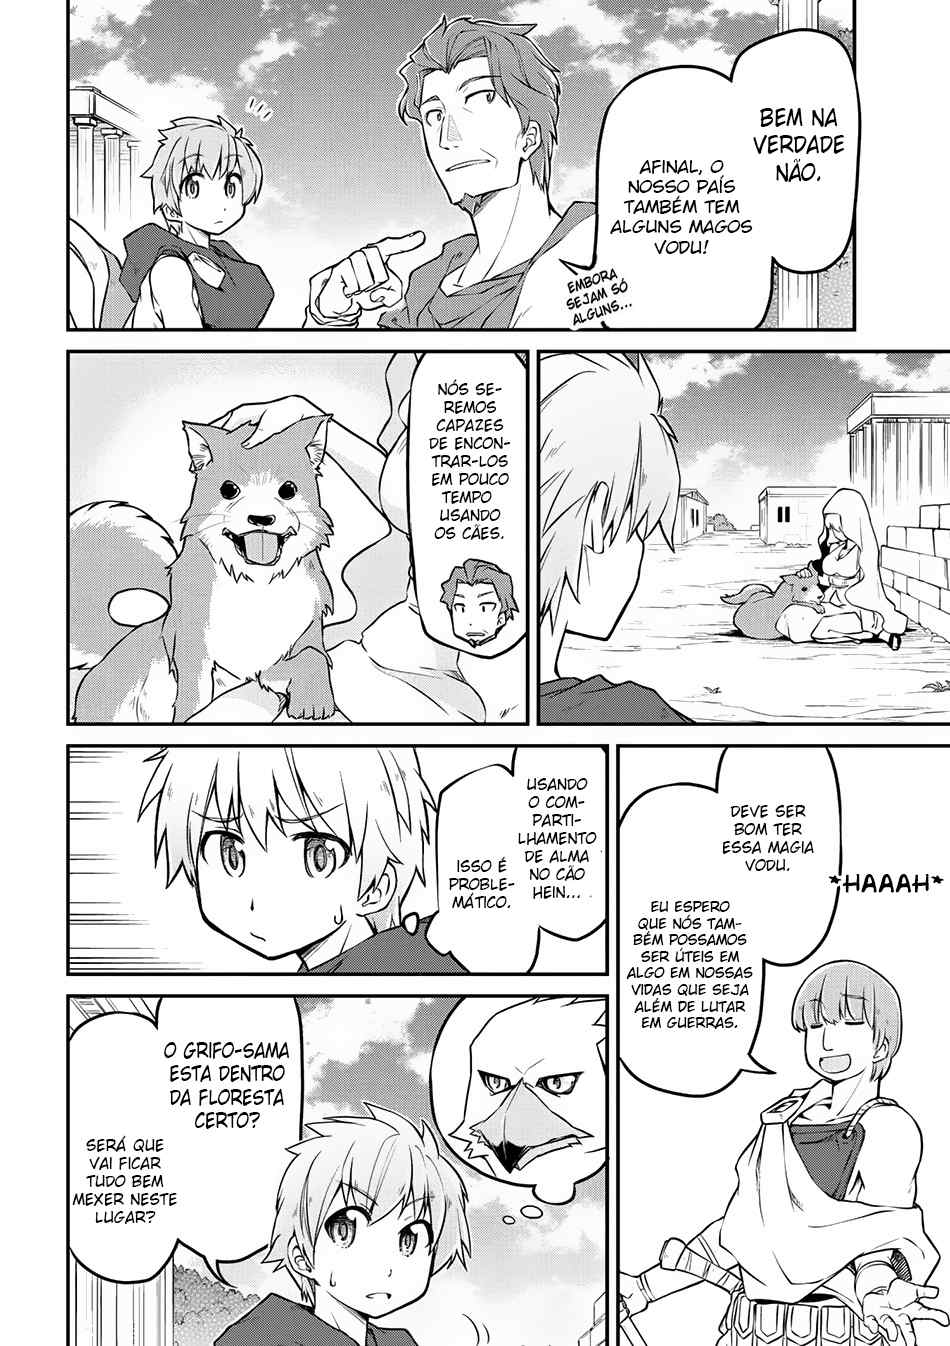 BEM NA
VERDADE
NÃO.
AFINAL, O
NOSSO PAÍS
TAMBÉM TEM
ALGUNS MAGOS
VODU!
EMBORA
SEJAM SÓ
ALGUNS...
NÓS SE-
REMOS
CAPAZES
DE ENCON-
TRAR-LOS
EM POUCO
TEMPO
USANDO
OS CÃES.
DEVE SER
BOM TER
ESSA MAGIA
VODU.
*HAAAH*
EU ESPERO
QUE NÓS TAM-
BÉM POSSAMOS
SER ÚTEIS EM
ALGO EM NOSSAS
VIDAS QUE SEJA
ALÉM DE LUTAR
EM GUERRAS.
USANDO
O COM-
PARTI-
LHAMENTO
DE ALMA
NO CÃO
HEIN...
ISSO É
PROBLE-
MÁTICO.
O GRIFO-SAMA
ESTA DENTRO
DA FLORESTA
CERTO?
SERÁ QUE
VAI FICAR
TUDO BEM
MEXER NESTE
LUGAR?